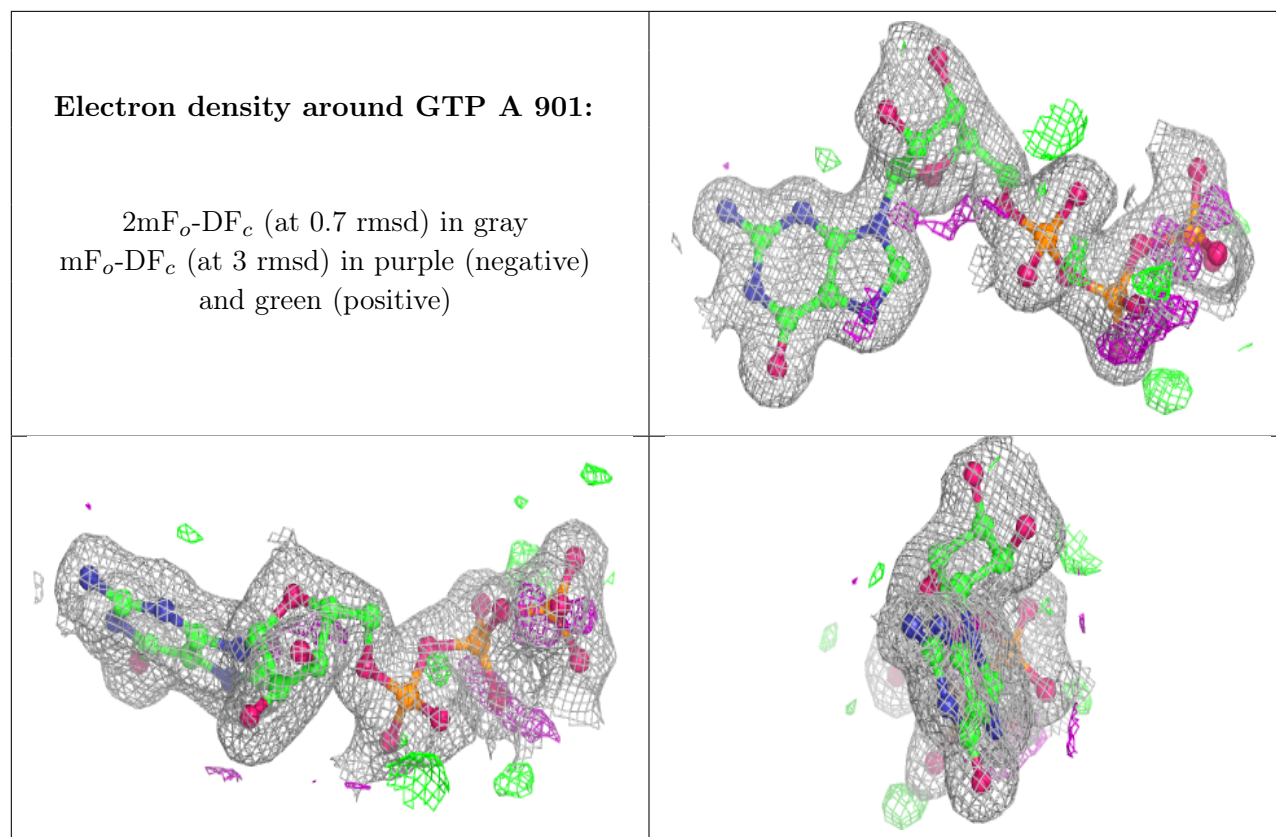 Electron density around GTP A 901:
2mFo-DFc (at 0.7 rmsd) in gray
mFo-DFc (at 3 rmsd) in purple (negative)
and green (positive)